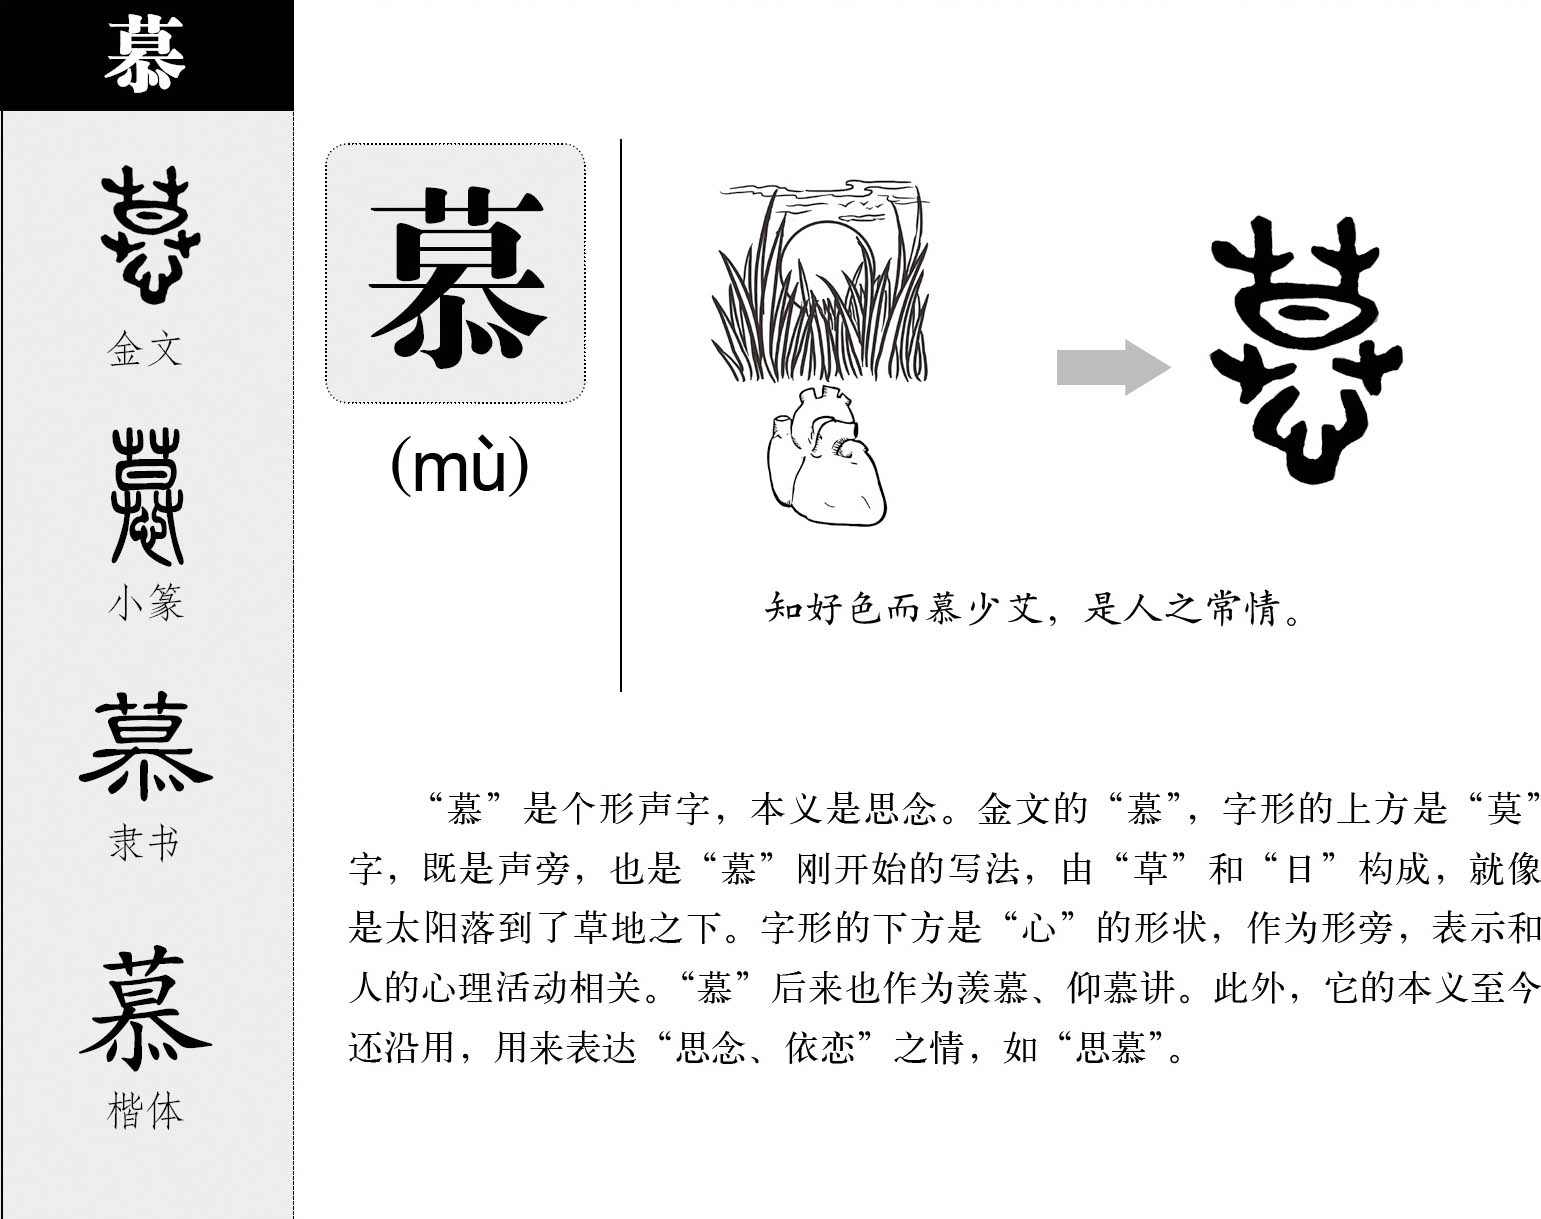 慕
金文
小篆
隶书
楷体
慕
(mù)
知好色而慕少艾，是人之常情。
“慕”是个形声字，本义是思念。金文的“慕”，字形的上方是“莫”
字，既是声旁，也是“慕”刚开始的写法，由“草”和“日”构成，就像
是太阳落到了草地之下。字形的下方是“心”的形状，作为形旁，表示和
人的心理活动相关。“慕”后来也作为羡慕、仰慕讲。此外，它的本义至今
还沿用，用来表达“思念、依恋”之情，如“思慕”。